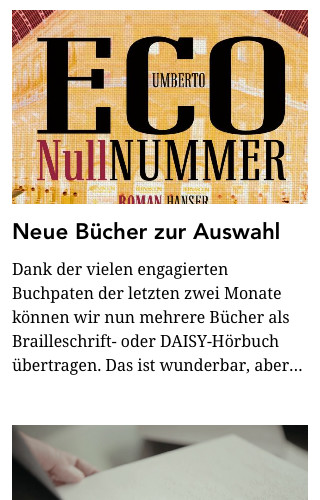 ECO
UMBERTO
NullNUMMER
ROMAN HANSER
Neue Bücher zur Auswahl
Dank der vielen engagierten
Buchpaten der letzten zwei Monate
können wir nun mehrere Bücher als
Brailleschrift- oder DAISY-Hörbuch
übertragen. Das ist wunderbar, aber...